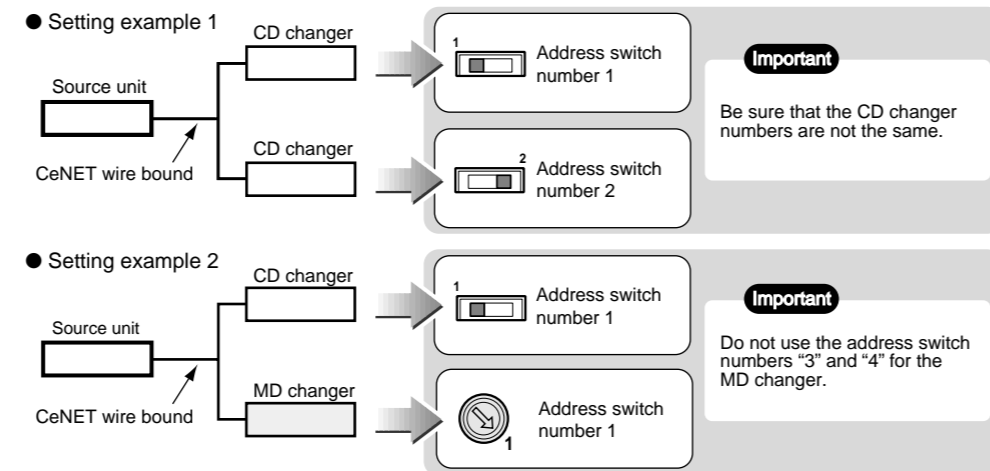 ● Setting example 1
CD changer
Source unit
CD changer
CeNET wire bound
1
Address switch
number 1
2
Address switch
number 2
Important
Be sure that the CD changer
numbers are not the same.
● Setting example 2
CD changer
Source unit
MD changer
CeNET wire bound
1
Address switch
number 1
1
Address switch
number 1
Important
Do not use the address switch
numbers “3” and “4” for the
MD changer.